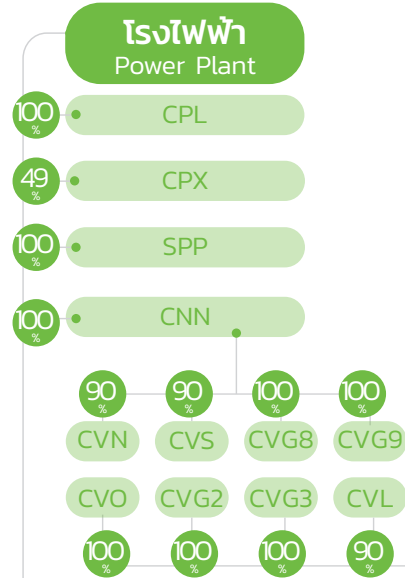 โรงไฟฟ้า
Power Plant
100 % CPL
49 % CPX
100 % SPP
100 % CNN
90 % 90 % 100 % 100 %
CVN CVS CVG8 CVG9
CVO CVG2 CVG3 CVL
100 % 100 % 100 % 90 %